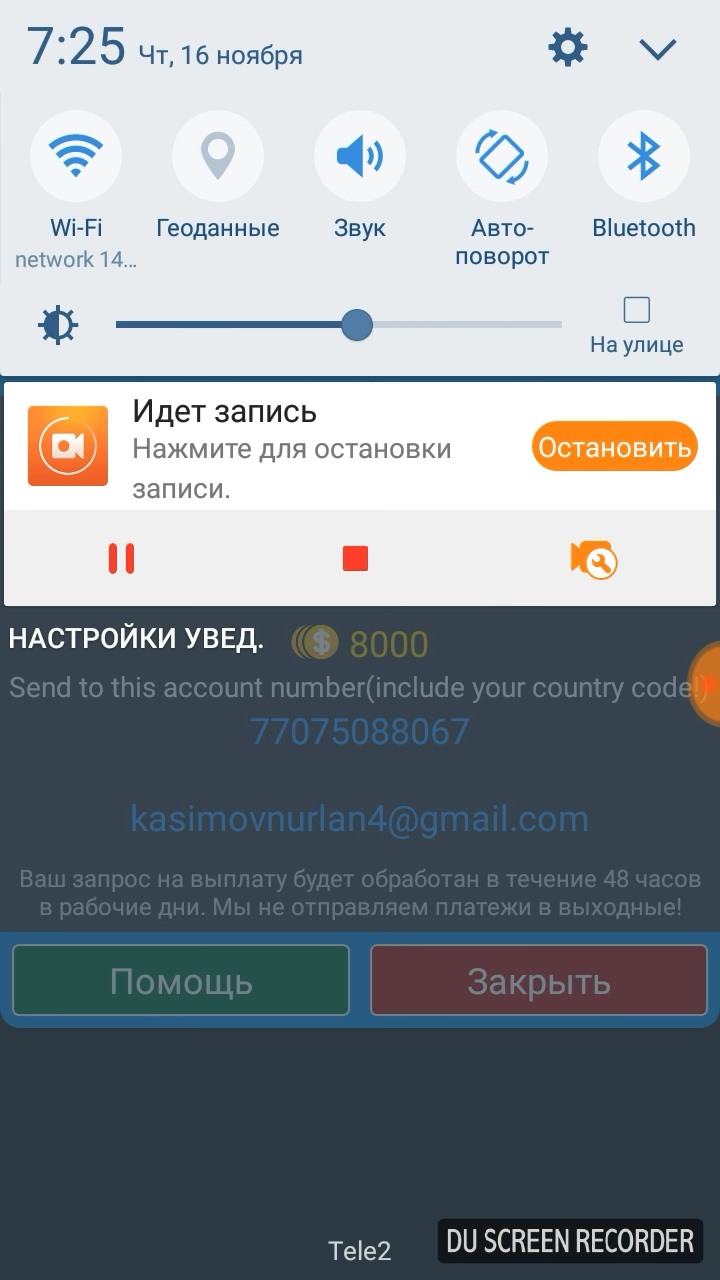 7:25 Чт, 16 ноября
Wi-Fi
network 14...
Геоданные
Звук
Авто-
поворот
Bluetooth
На улице
Идет запись
Нажмите для остановки
записи.
Остановить
НАСТРОЙКИ УВЕД.
$ 8000
Send to this account number(include your country code!)
77075088067
kasimovnurlan4@gmail.com
Ваш запрос на выплату будет обработан в течение 48 часов
в рабочие дни. Мы не отправляем платежи в выходные!
Помощь
Закрыть
Tele2
DU SCREEN RECORDER